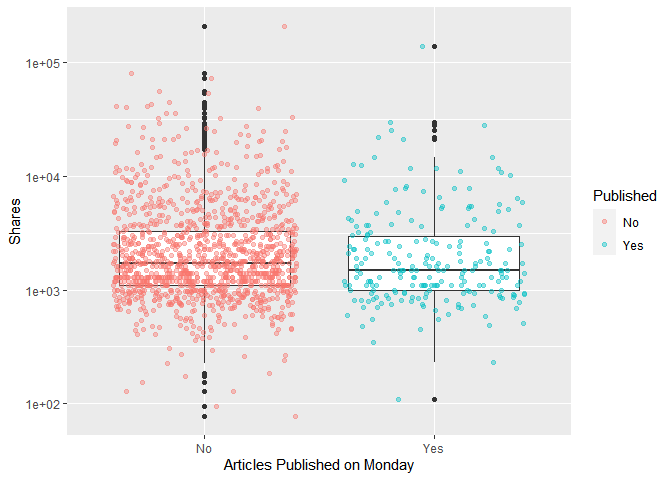 Shares
1e+05
1e+04
1e+03
1e+02
No
Yes
Articles Published on Monday
Published
No
Yes